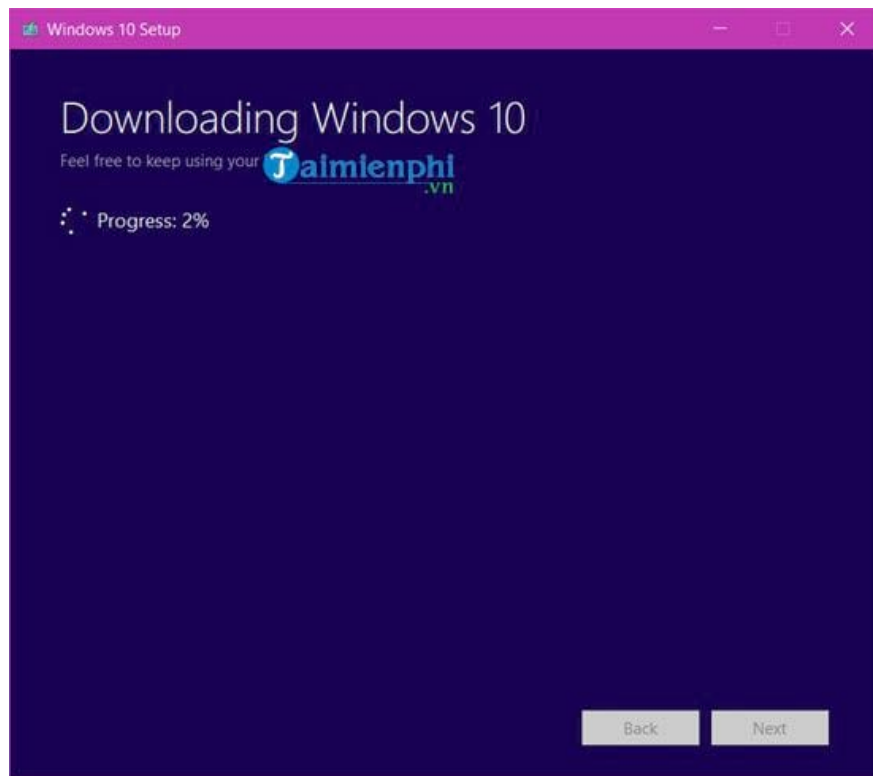 Windows 10 Setup
Downloading Windows 10
Feel free to keep using your
Taimienphi
.vn
Progress: 2%
Back
Next